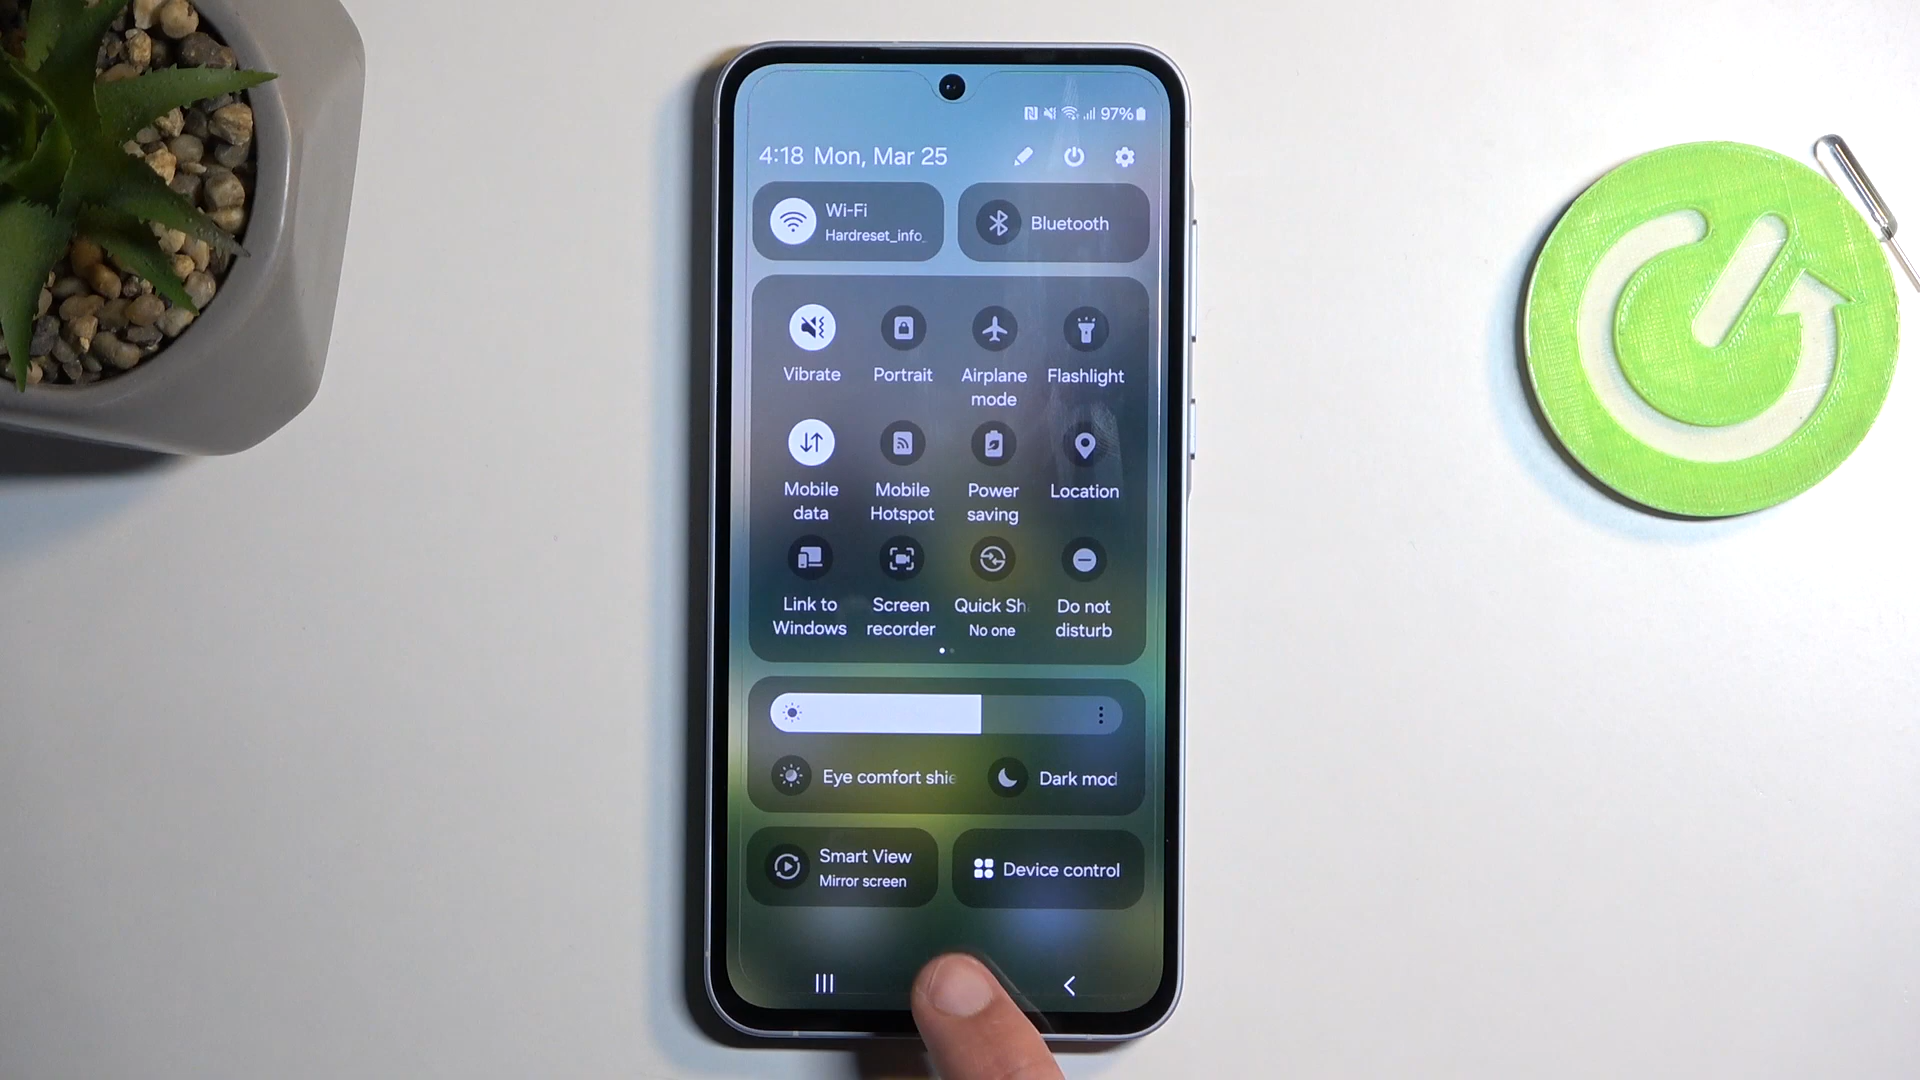 97%
4:18 Mon, Mar 25
Wi-Fi
Hardreset_info_
Bluetooth
Vibrate
Portrait
Airplane
mode
Flashlight
Mobile
data
Mobile
Hotspot
Power
saving
Location
Link to
Windows
Screen
recorder
Quick Sh
No one
Do not
disturb
Eye comfort shie
Dark mod
Smart View
Mirror screen
Device control